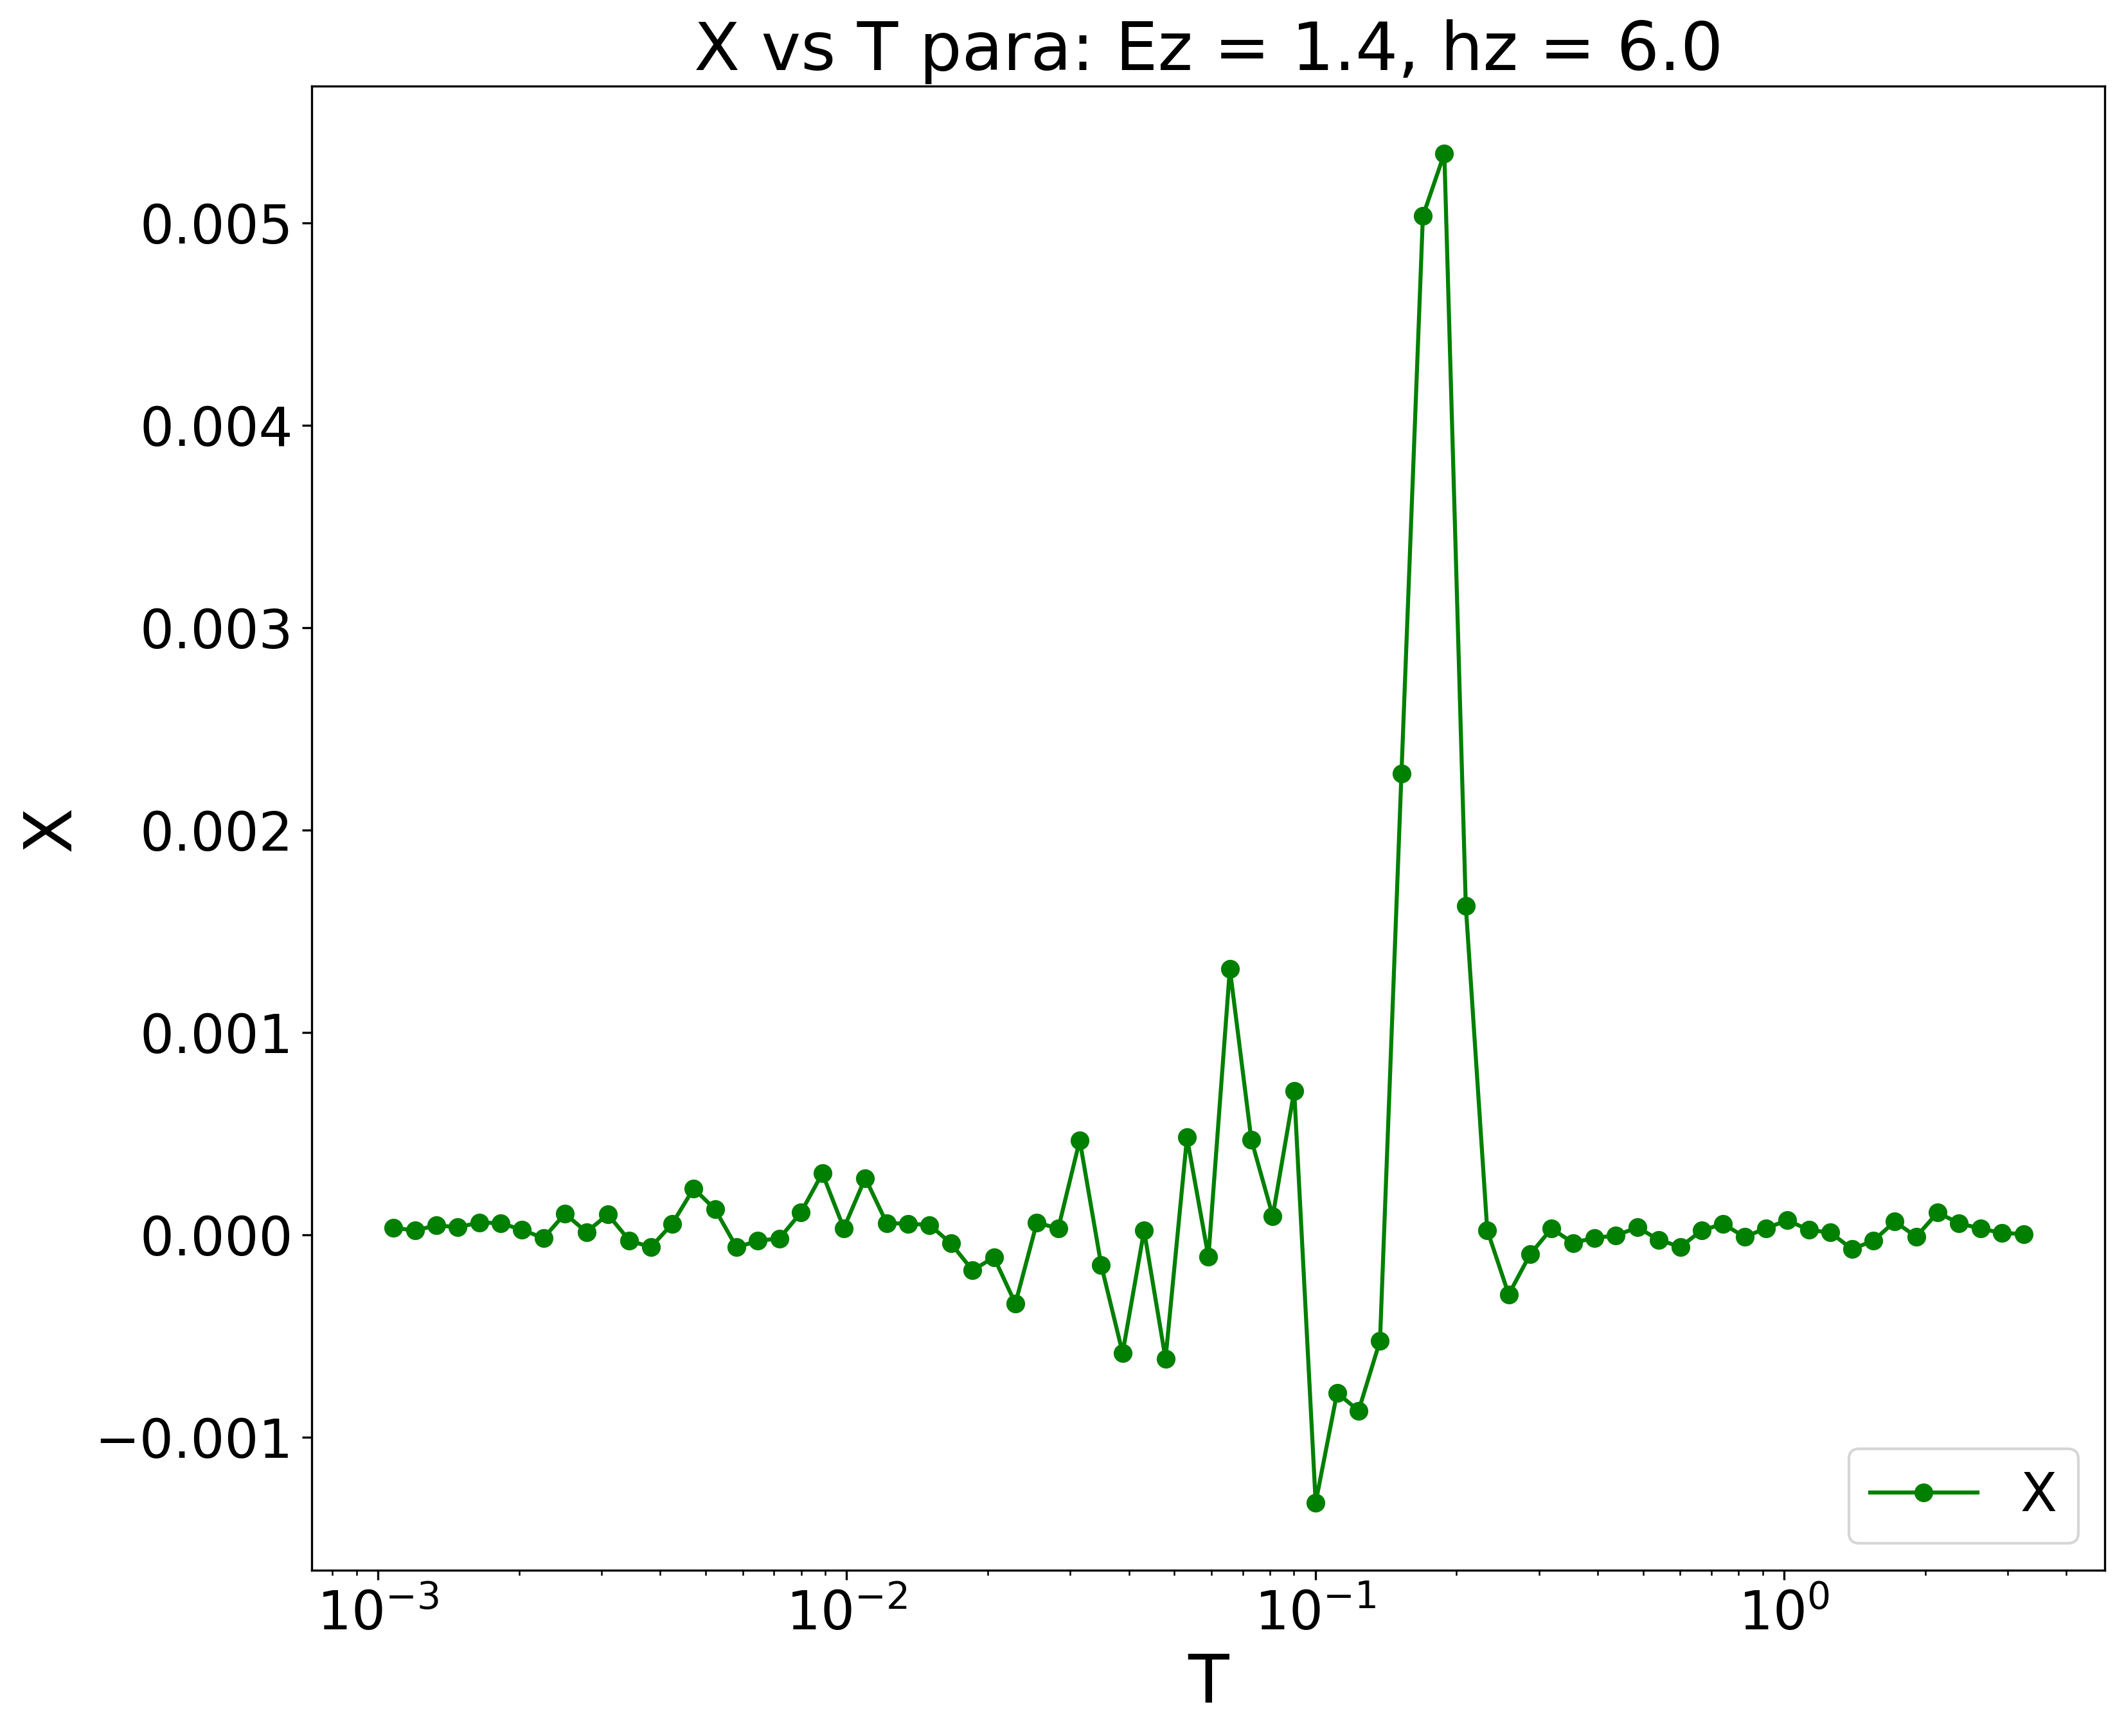 X vs T para: Ez = 1.4, hz = 6.0
0.005
0.004
0.003
0.002
0.001
0.000
−0.001
X
10⁻³ 10⁻² 10⁻¹ 10⁰
T
X